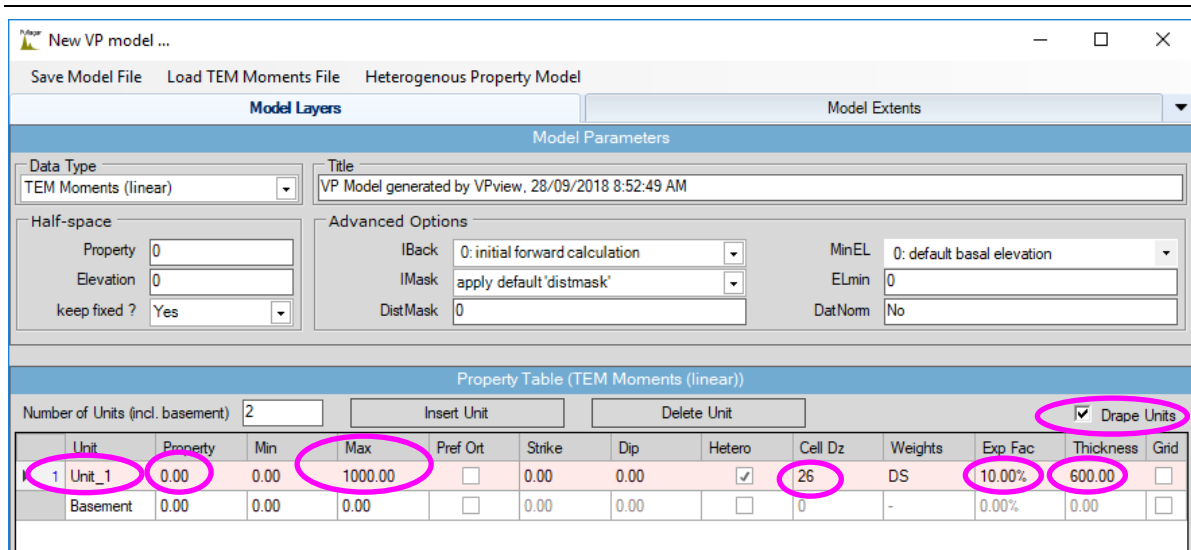 New VP model ...
Save Model File Load TEM Moments File Heterogenous Property Model
Model Layers Model Extents
Model Parameters
Data Type Title
TEM Moments (linear) VP Model generated by VPview, 28/09/2018 8:52:49 AM
Half-space Advanced Options
Property 0 IBack 0: initial forward calculation MinEL 0: default basal elevation
Elevation 0 IMask apply default 'distmask' ELmin 0
keep fixed ? Yes DistMask 0 DatNorm No
Property Table (TEM Moments (linear))
Number of Units (incl. basement) 2 Insert Unit Delete Unit Drape Units
Unit Property Min Max Pref Ort Strike Dip Hetero Cell Dz Weights Exp Fac Thickness Grid
1 Unit_1 0.00 0.00 1000.00 0.00 0.00 26 DS 10.00% 600.00
Basement 0.00 0.00 0.00 0.00 0.00 0 - 0.00% 0.00